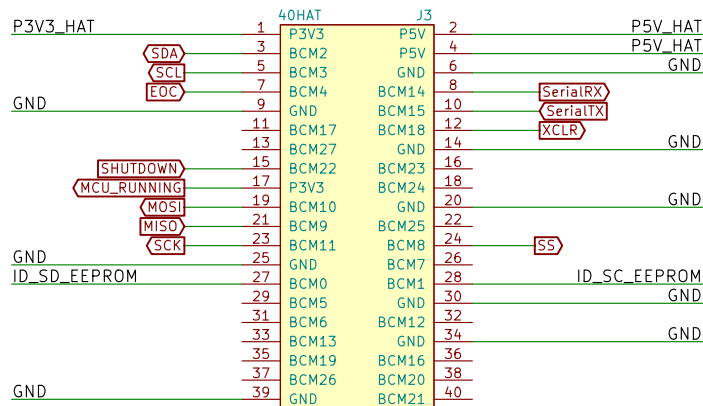 40HAT J3
P3V3_HAT 1 P3V3 P5V 2 P5V_HAT
SDA 3 BCM2 P5V 4 P5V_HAT
SCL 5 BCM3 GND 6 GND
EOC 7 BCM4 BCM14 8 SerialRX
GND 9 GND BCM15 10 SerialTX
11 BCM17 BCM18 12 XCLR
13 BCM27 GND 14 GND
SHUTDOWN 15 BCM22 BCM23 16
MCU_RUNNING 17 P3V3 BCM24 18
MOSI 19 BCM10 GND 20 GND
MISO 21 BCM9 BCM25 22
SCK 23 BCM11 BCM8 24 SS
GND 25 GND BCM7 26
ID_SD_EEPROM 27 BCM0 BCM1 28 ID_SC_EEPROM
29 BCM5 GND 30 GND
31 BCM6 BCM12 32
33 BCM13 GND 34 GND
35 BCM19 BCM16 36
37 BCM26 BCM20 38
GND 39 GND BCM21 40